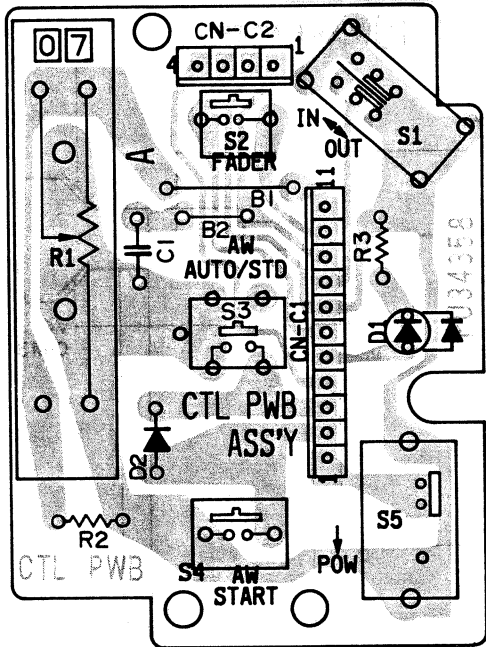 07
CN-C2
4
1
S2
FADER
IN
OUT
S1
A
B1
B2
C1
R1
AW
AUTO/STD
11
CN-C1
R3
S3
D1
CTL PWB
ASS'Y
D2
1
R2
CTL PWB
S4
AW
START
POW
S5